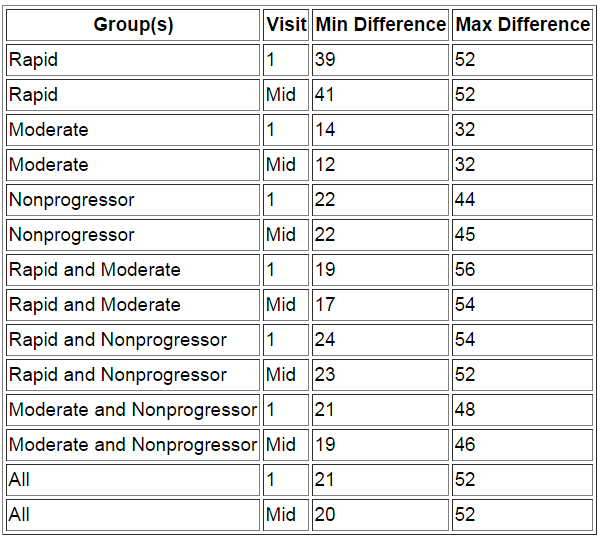 Group(s) Visit Min Difference Max Difference
Rapid 1 39 52
Rapid Mid 41 52
Moderate 1 14 32
Moderate Mid 12 32
Nonprogressor 1 22 44
Nonprogressor Mid 22 45
Rapid and Moderate 1 19 56
Rapid and Moderate Mid 17 54
Rapid and Nonprogressor 1 24 54
Rapid and Nonprogressor Mid 23 52
Moderate and Nonprogressor 1 21 48
Moderate and Nonprogressor Mid 19 46
All 1 21 52
All Mid 20 52